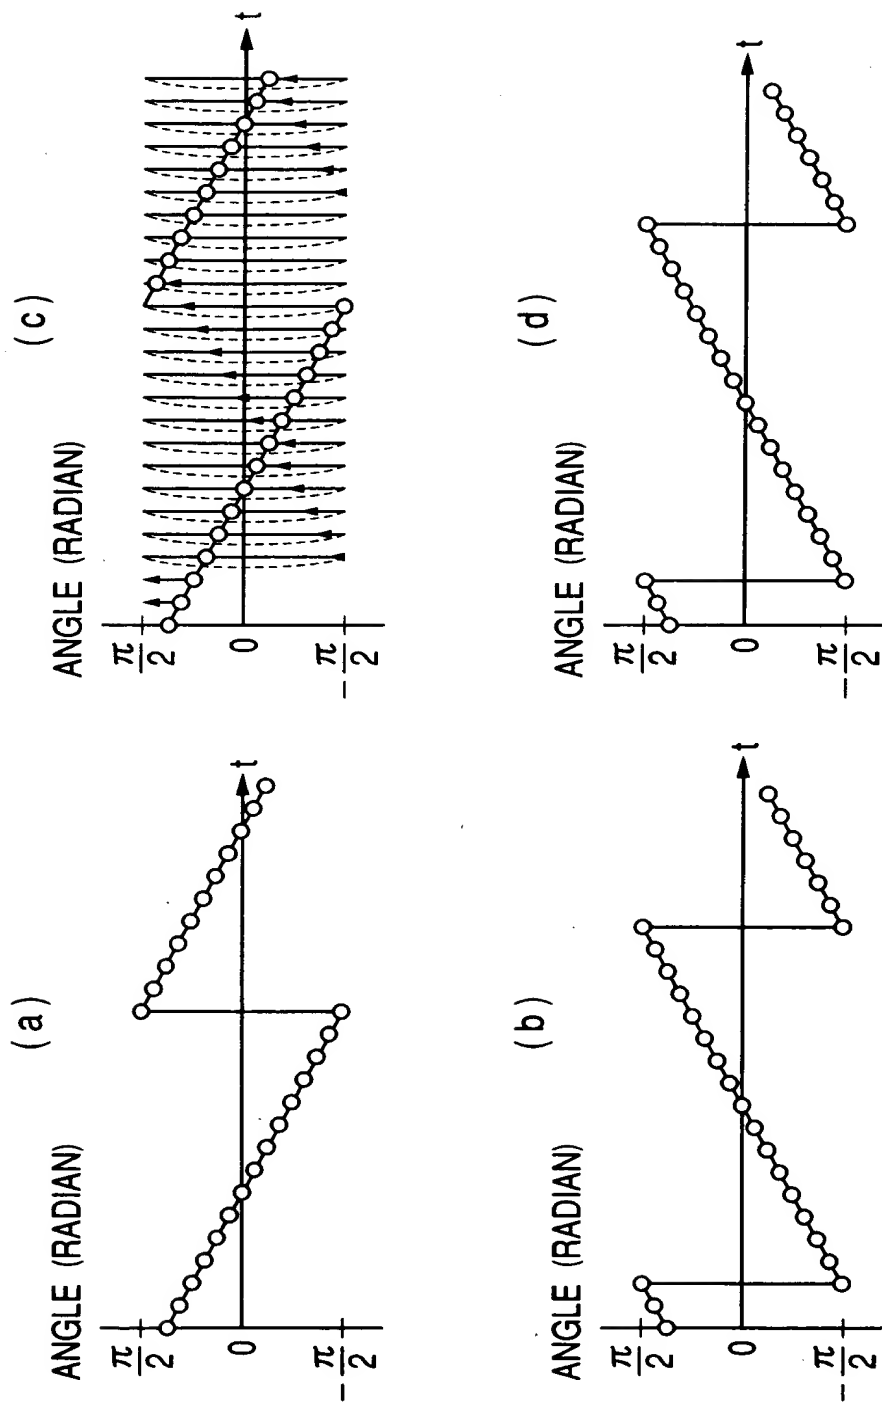 (a)
ANGLE (RADIAN)
π/2
0
-π/2
t
(c)
ANGLE (RADIAN)
π/2
0
-π/2
t
(b)
ANGLE (RADIAN)
π/2
0
-π/2
t
(d)
ANGLE (RADIAN)
π/2
0
-π/2
t